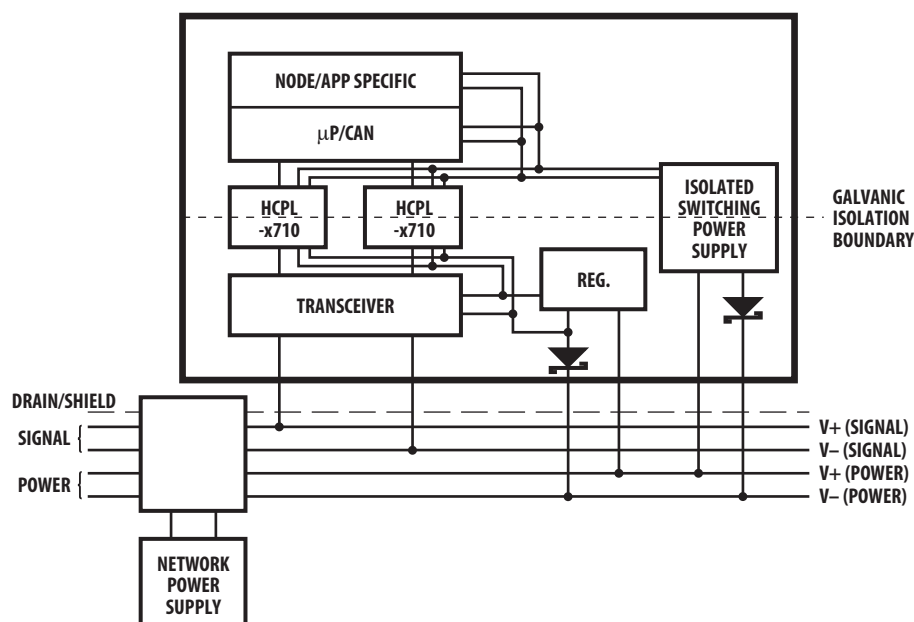 NODE/APP SPECIFIC
μP/CAN
HCPL
-x710
HCPL
-x710
ISOLATED
SWITCHING
POWER
SUPPLY
GALVANIC
ISOLATION
BOUNDARY
REG.
TRANSCEIVER
DRAIN/SHIELD
SIGNAL
POWER
V+ (SIGNAL)
V– (SIGNAL)
V+ (POWER)
V– (POWER)
NETWORK
POWER
SUPPLY